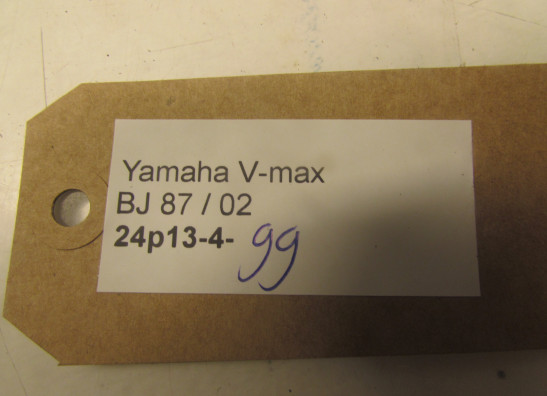 Yamaha V-max
BJ 87 / 02
24p13-4- 99